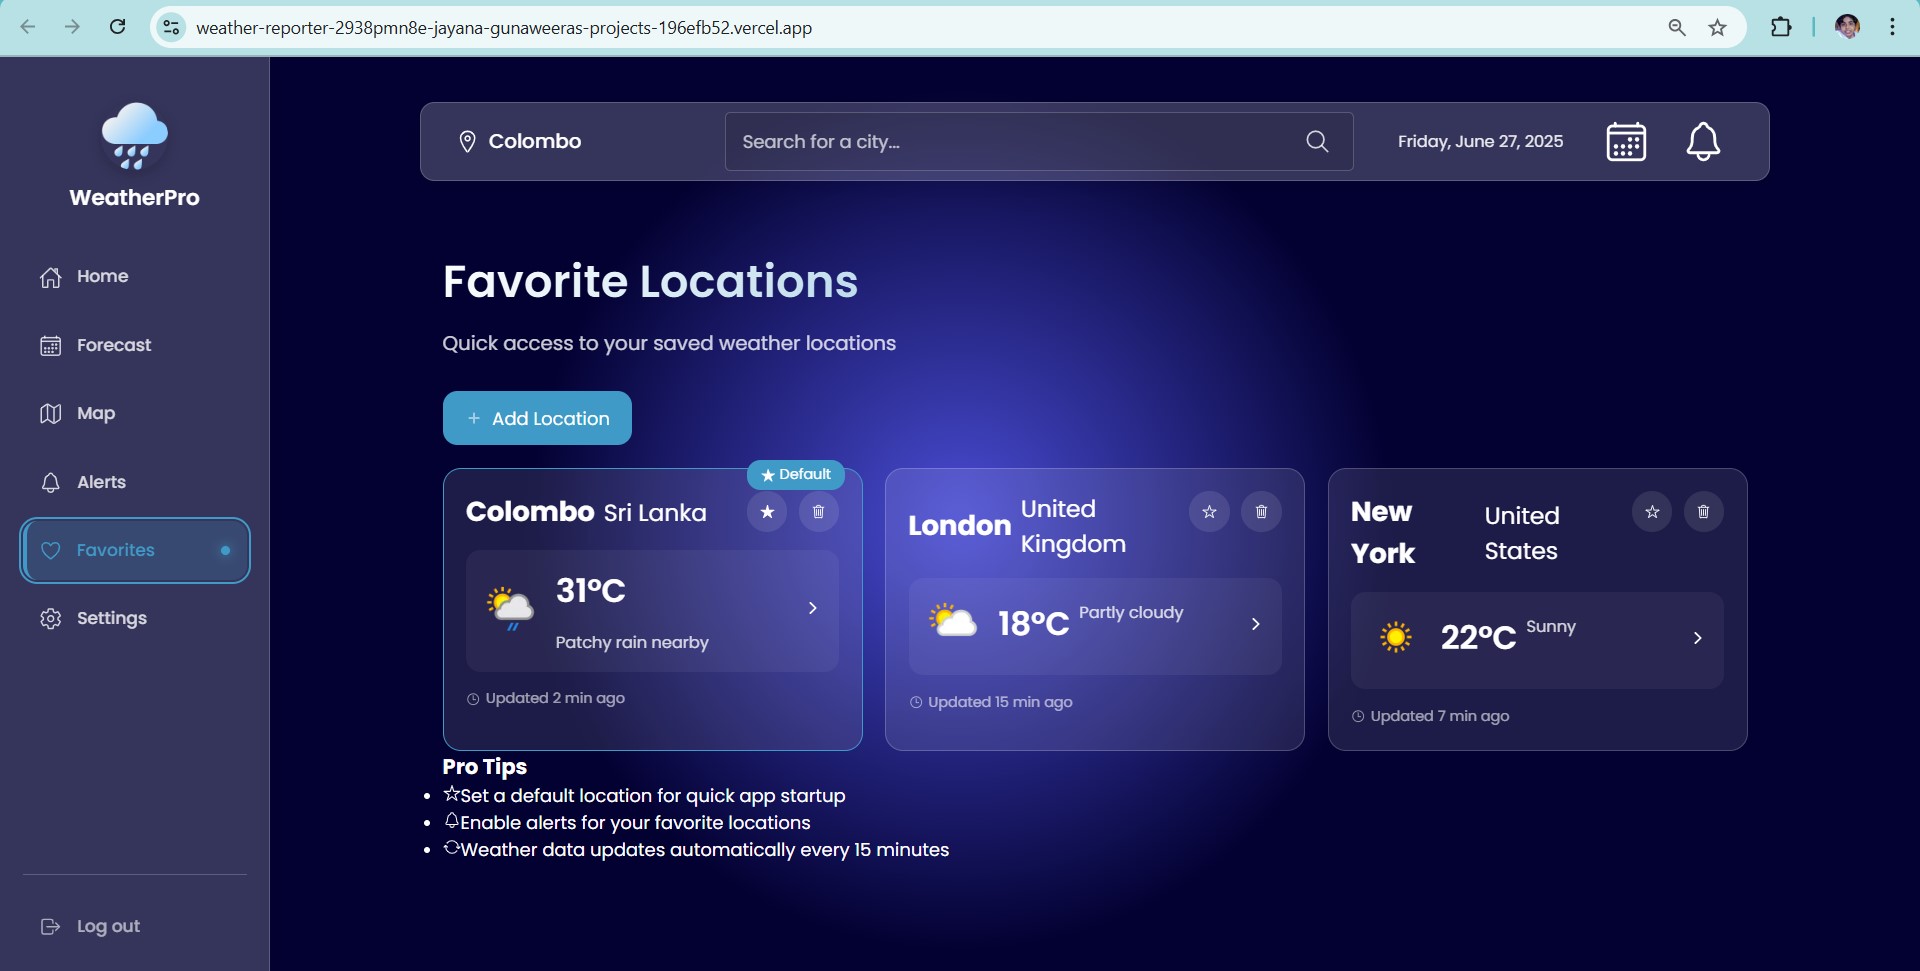 weather-reporter-2938pmn8e-jayana-gunaweeras-projects-196efb52.vercel.app
WeatherPro
Home
Forecast
Map
Alerts
Favorites
Settings
Log out
Colombo
Search for a city...
Friday, June 27, 2025
Favorite Locations
Quick access to your saved weather locations
+ Add Location
★ Default
Colombo Sri Lanka
31°C
Patchy rain nearby
Updated 2 min ago
London
United
Kingdom
18°C Partly cloudy
Updated 15 min ago
New
York
United
States
22°C Sunny
Updated 7 min ago
Pro Tips
• Set a default location for quick app startup
• Enable alerts for your favorite locations
• Weather data updates automatically every 15 minutes